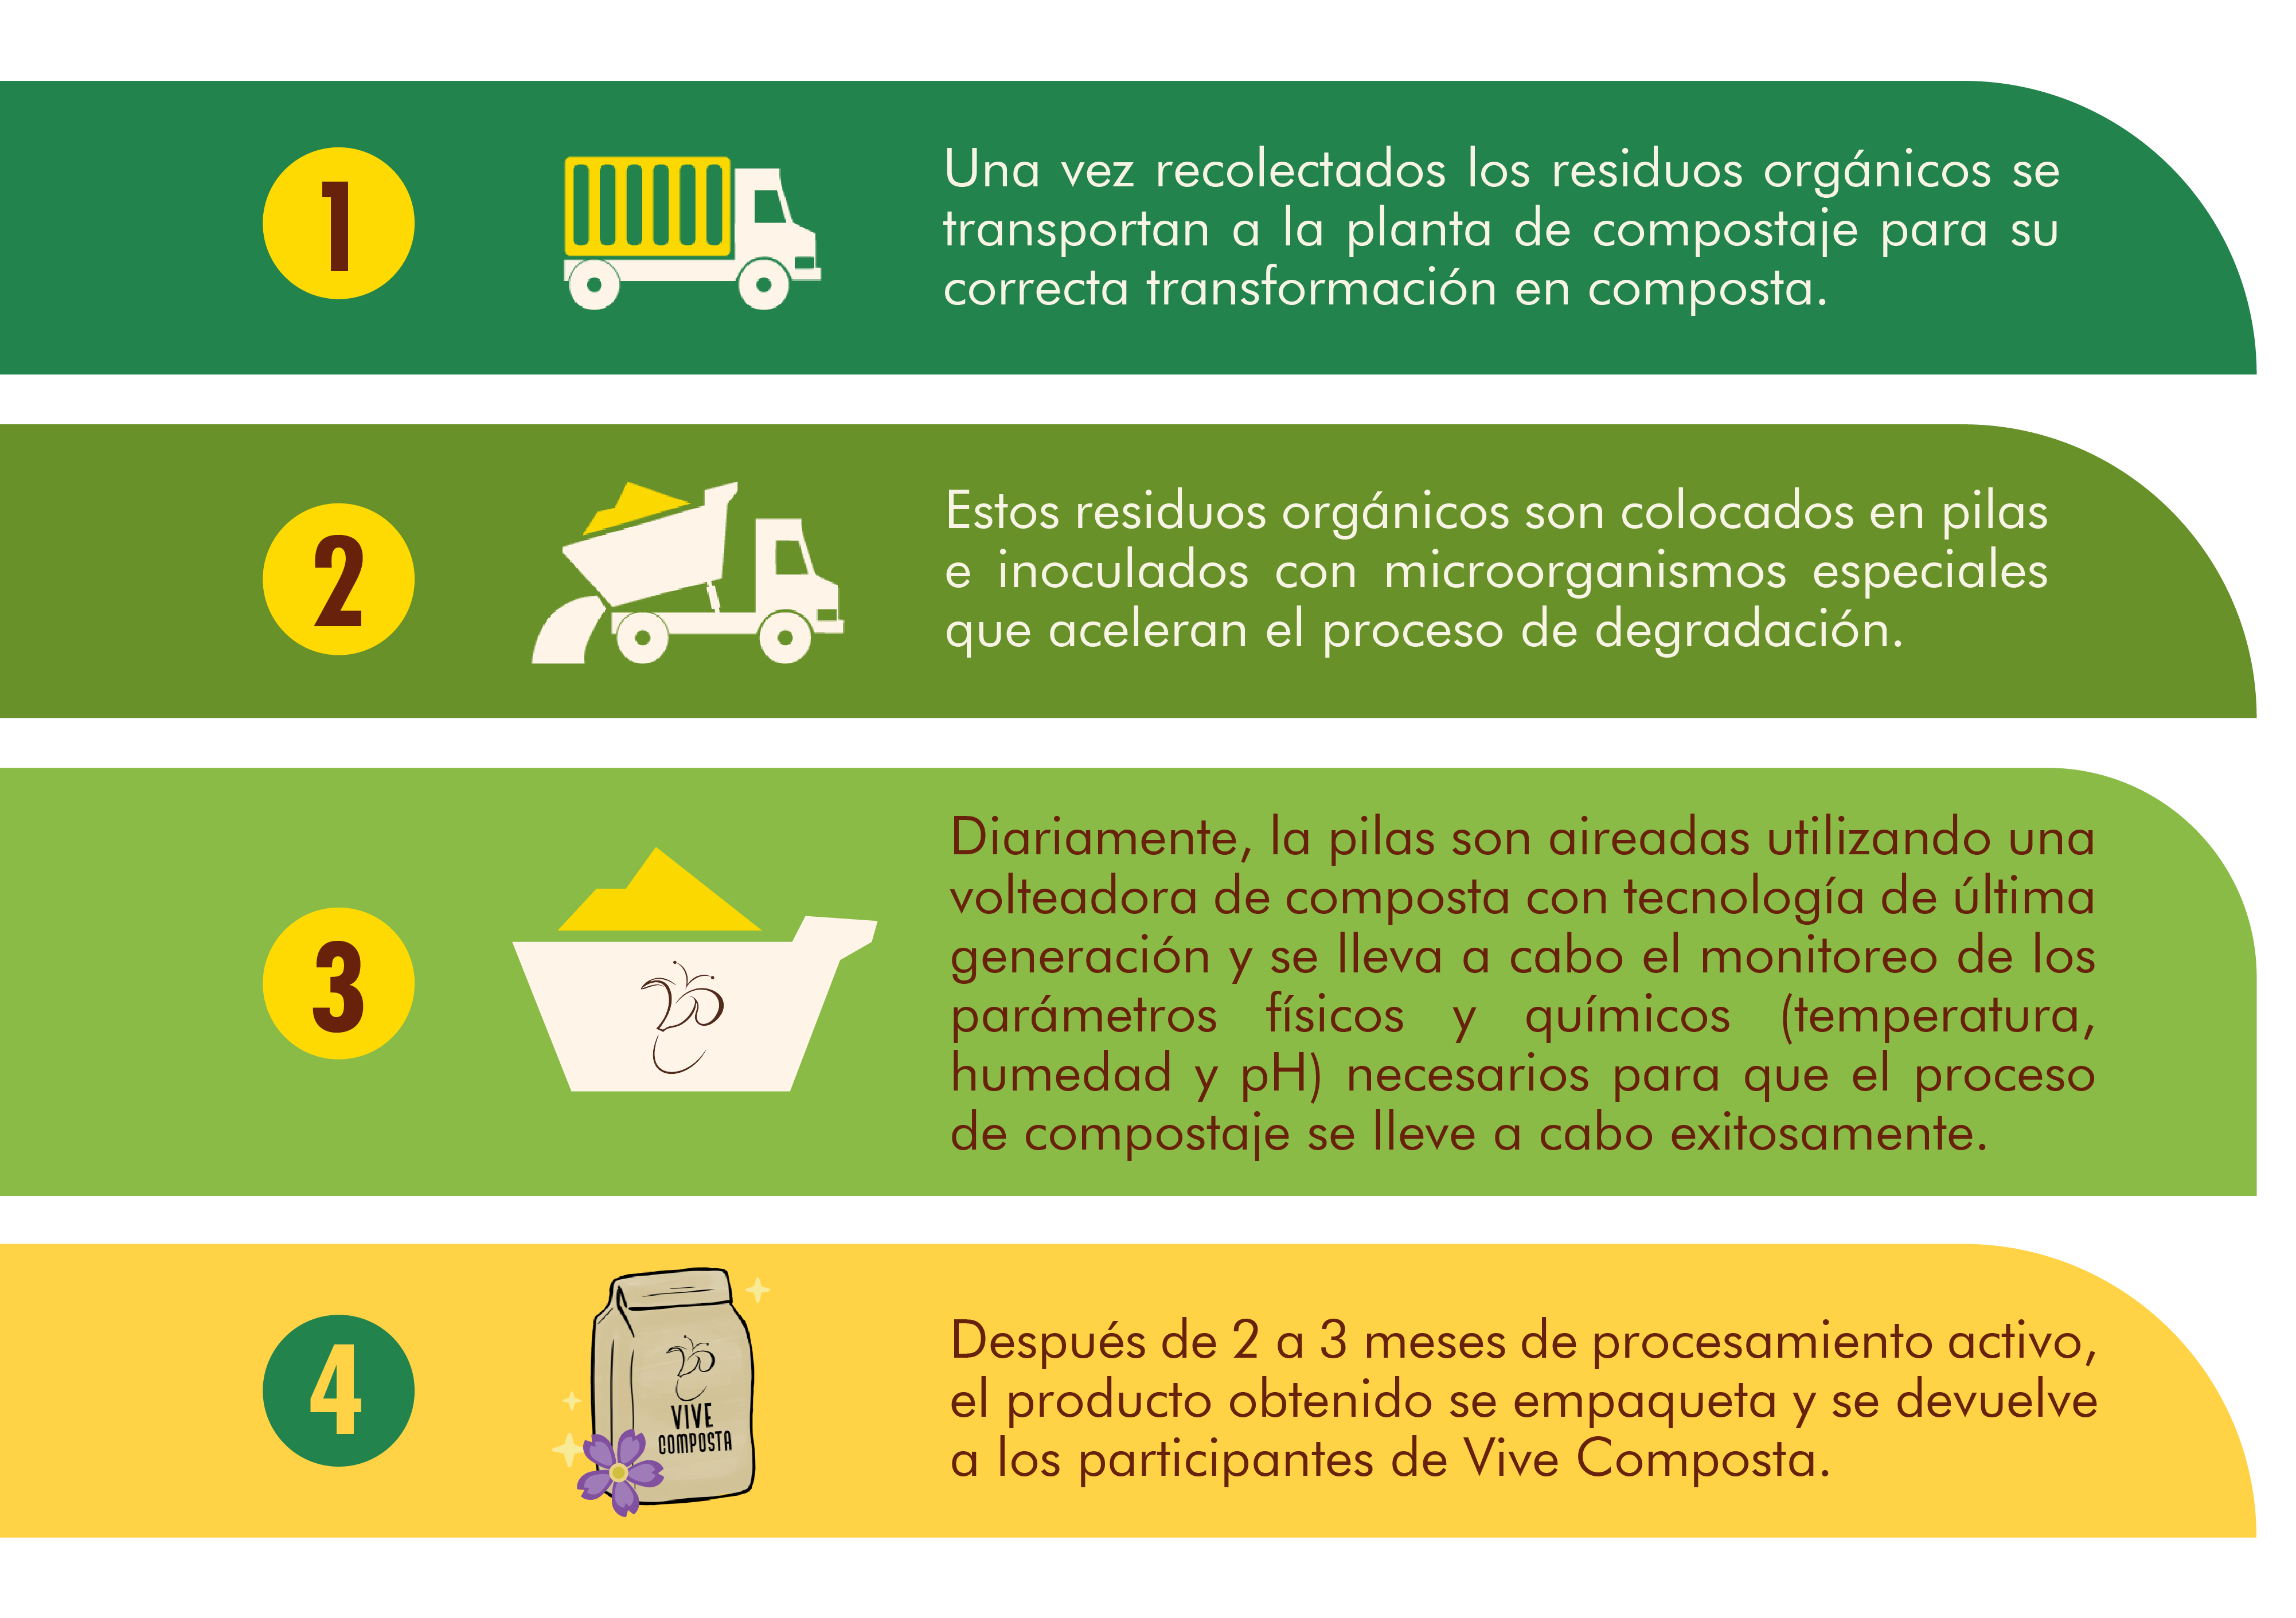 1
Una vez recolectados los residuos orgánicos se
transportan a la planta de compostaje para su
correcta transformación en composta.
2
Estos residuos orgánicos son colocados en pilas
e inoculados con microorganismos especiales
que aceleran el proceso de degradación.
3
Diariamente, la pilas son aireadas utilizando una
volteadora de composta con tecnología de última
generación y se lleva a cabo el monitoreo de los
parámetros físicos y químicos (temperatura,
humedad y pH) necesarios para que el proceso
de compostaje se lleve a cabo exitosamente.
4
VIVE
COMPOSTA
Después de 2 a 3 meses de procesamiento activo,
el producto obtenido se empaqueta y se devuelve
a los participantes de Vive Composta.